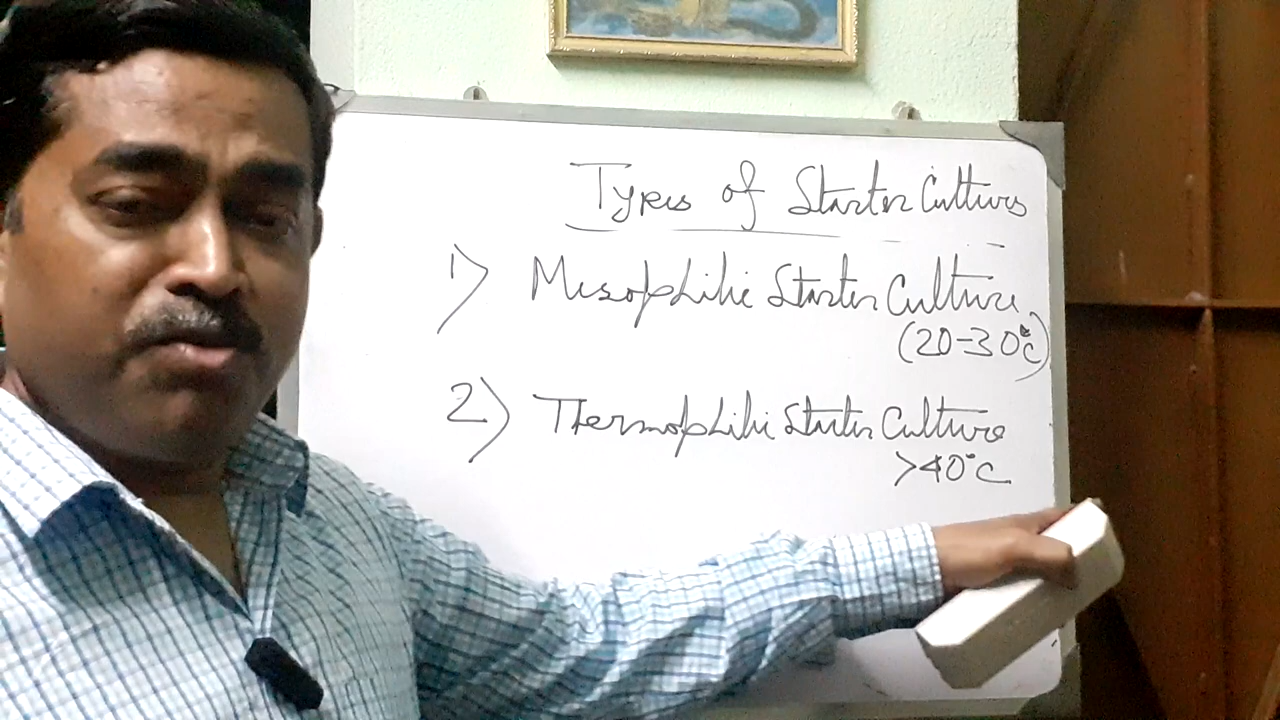 Types of Starter Cultures
1) Mesophilic Starter Culture
(20-30°C)
2) Thermophilic Starter Culture
>40°C